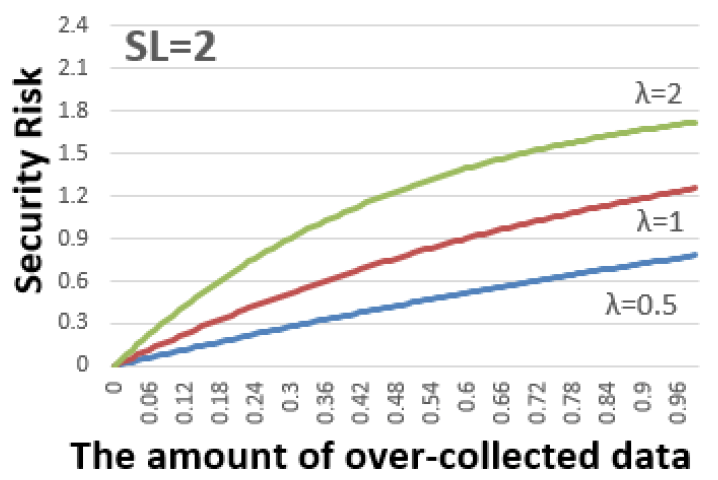 2.4
SL=2
2.1
λ=2
1.8
1.5
1.2
λ=1
0.9
0.6
λ=0.5
0.3
0
Security Risk
0 0.06 0.12 0.18 0.24 0.3 0.36 0.42 0.48 0.54 0.6 0.66 0.72 0.78 0.84 0.9 0.96
The amount of over-collected data